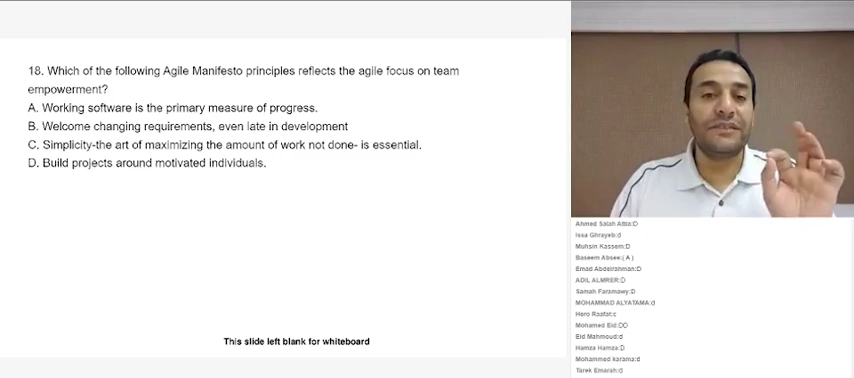 18. Which of the following Agile Manifesto principles reflects the agile focus on team
empowerment?
A. Working software is the primary measure of progress.
B. Welcome changing requirements, even late in development
C. Simplicity-the art of maximizing the amount of work not done- is essential.
D. Build projects around motivated individuals.
This slide left blank for whiteboard
Ahmed Salah Attia:D
Issa Ghrayeb:d
Muhsin Kassem:D
Baseem Absee:( A )
Emad Abdelrahman:D
ADIL ALMRER:D
Samah Faramawy:D
MOHAMMAD ALYATAMA:d
Hero Raafat:c
Mohamed Eid:DD
Eid Mahmoud:d
Hamza Hamza:D
Mohammed karama:d
Tarek Elmarah:d